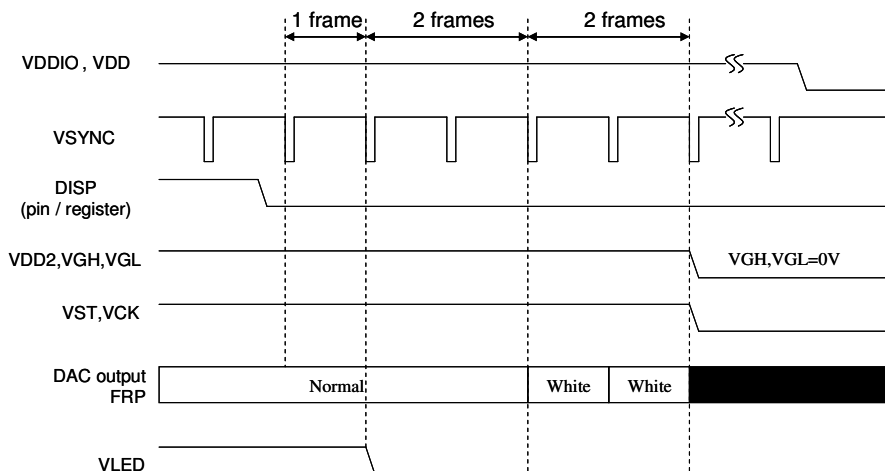 1 frame 2 frames 2 frames
VDDIO , VDD
VSYNC
DISP
(pin / register)
VDD2,VGH,VGL
VGH,VGL=0V
VST,VCK
DAC output
FRP
Normal White White
VLED